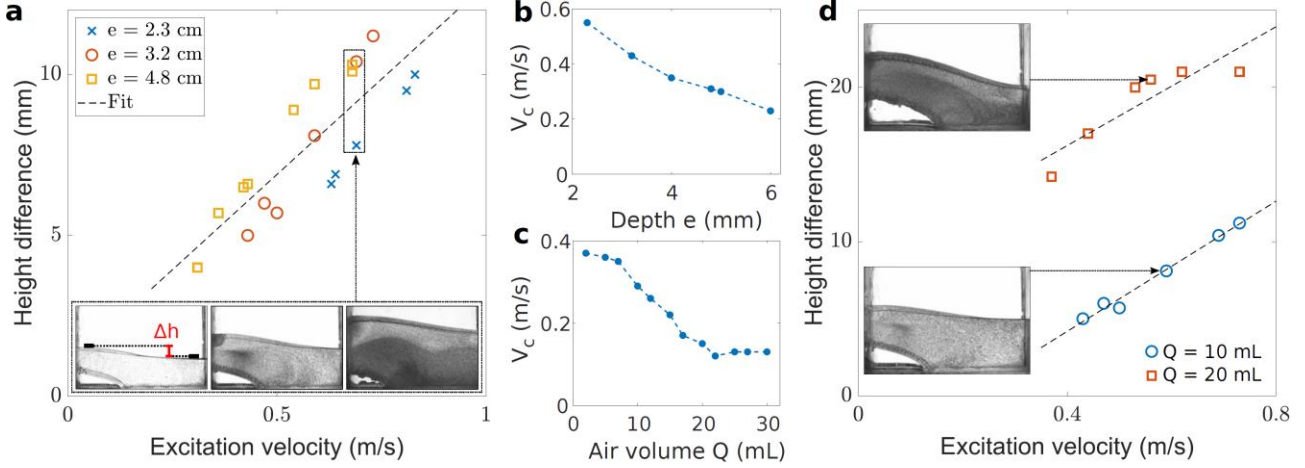 a
e = 2.3 cm
e = 3.2 cm
e = 4.8 cm
Fit
Height difference (mm)
10
5
0
Δh
0
0.5
1
Excitation velocity (m/s)
b
V_c (m/s)
0.6
0.4
0.2
0
2
4
6
Depth e (mm)
c
V_c (m/s)
0.4
0.2
0
0
10
20
30
Air volume Q (mL)
d
Height difference (mm)
20
10
0
Q = 10 mL
Q = 20 mL
0.4
0.8
Excitation velocity (m/s)